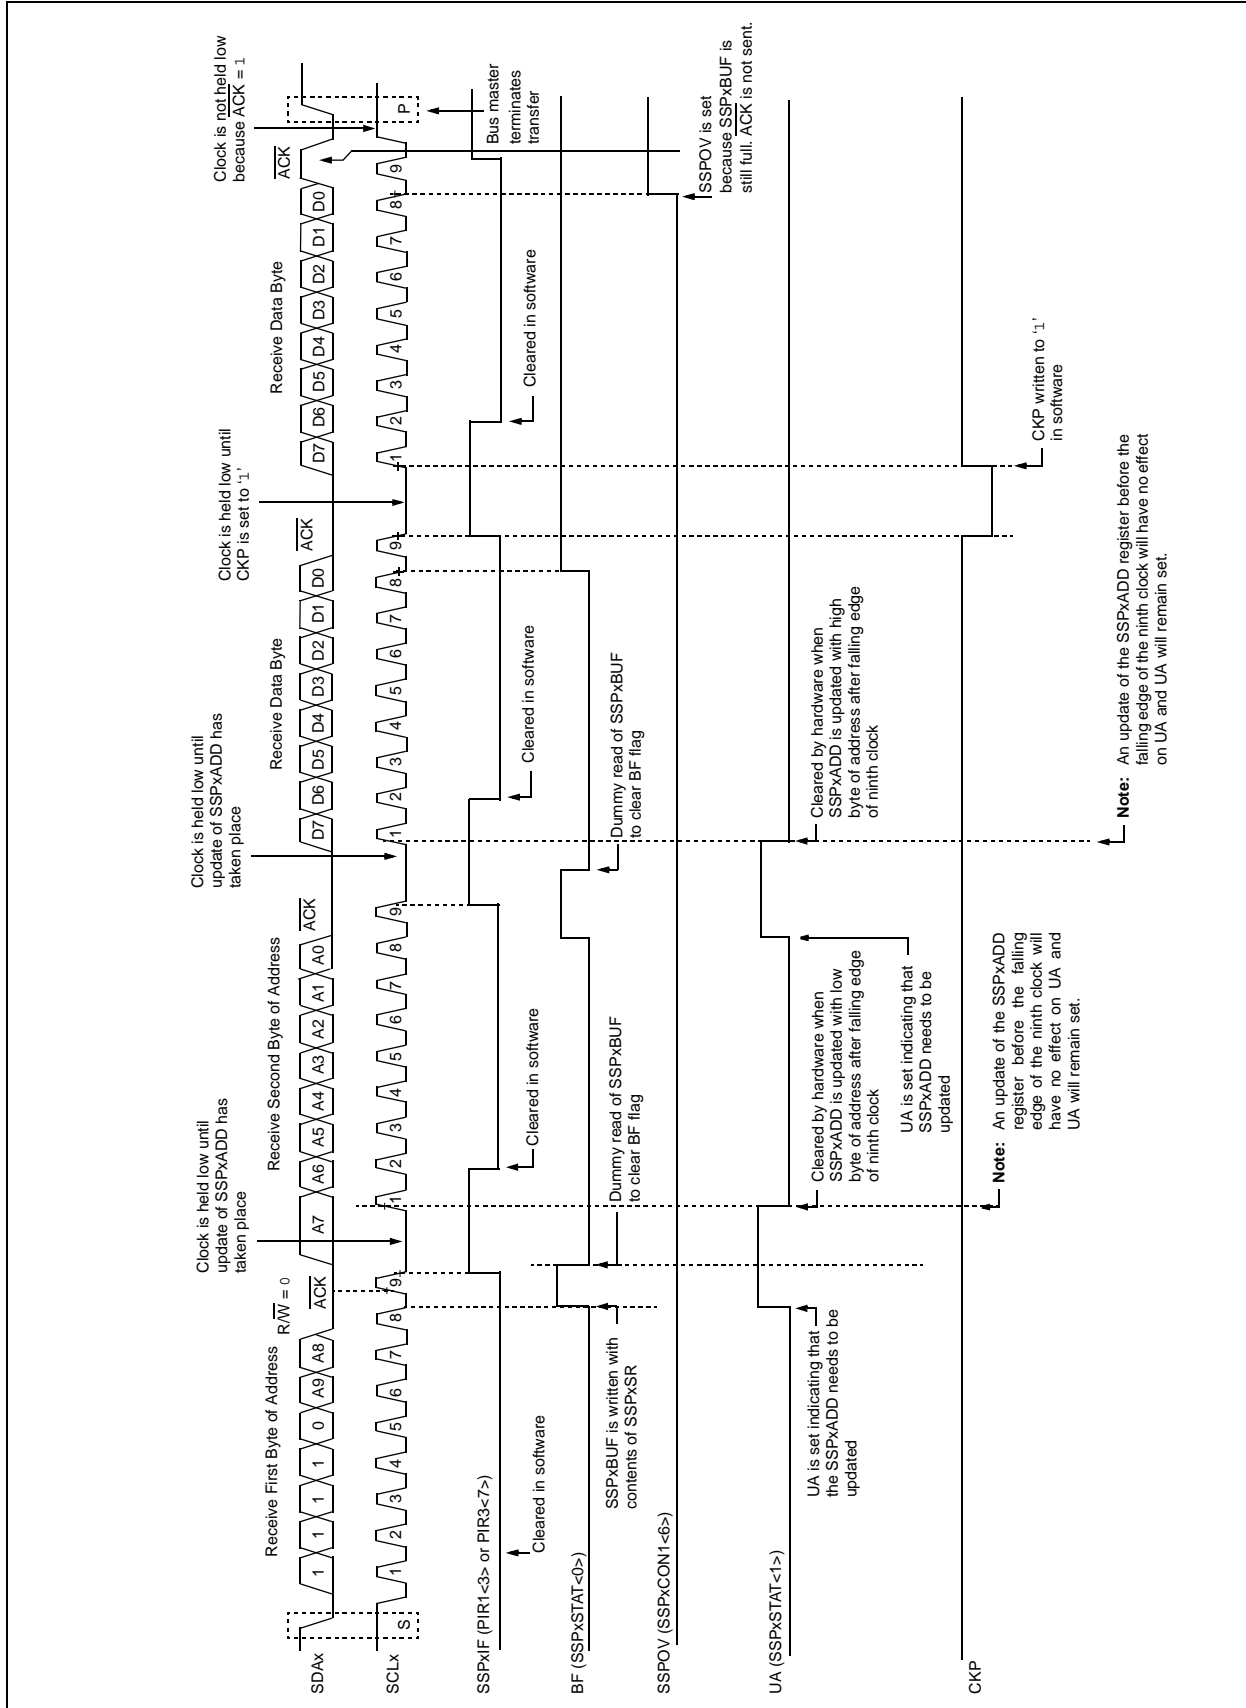 Clock is not held low
because ACK = 1
Clock is held low until
CKP is set to ‘1’
Clock is held low until
update of SSPxADD has
taken place
Clock is held low until
update of SSPxADD has
taken place
Receive First Byte of Address
R/W = 0
ACK
Receive Second Byte of Address
ACK
Receive Data Byte
ACK
Receive Data Byte
ACK
SDAx
1 1 1 1 0 A9 A8
A7 A6 A5 A4 A3 A2 A1 A0
D7 D6 D5 D4 D3 D2 D1 D0
D7 D6 D5 D4 D3 D2 D1 D0
SCLx
S
1 2 3 4 5 6 7 8 9
1 2 3 4 5 6 7 8 9
1 2 3 4 5 6 7 8 9
1 2 3 4 5 6 7 8 9
P
Bus master
terminates
transfer
SSPxIF (PIR1<3> or PIR3<7>)
Cleared in software
Cleared in software
Cleared in software
Cleared in software
BF (SSPxSTAT<0>)
SSPxBUF is written with
contents of SSPxSR
Dummy read of SSPxBUF
to clear BF flag
Dummy read of SSPxBUF
to clear BF flag
SSPOV (SSPxCON1<6>)
SSPOV is set
because SSPxBUF is
still full. ACK is not sent.
UA (SSPxSTAT<1>)
UA is set indicating that
the SSPxADD needs to be
updated
Cleared by hardware when
SSPxADD is updated with low
byte of address after falling edge
of ninth clock
UA is set indicating that
SSPxADD needs to be
updated
Cleared by hardware when
SSPxADD is updated with high
byte of address after falling edge
of ninth clock
CKP
CKP written to ‘1’
in software
Note: An update of the SSPxADD
register before the falling
edge of the ninth clock will
have no effect on UA and
UA will remain set.
Note: An update of the SSPxADD register before the
falling edge of the ninth clock will have no effect
on UA and UA will remain set.